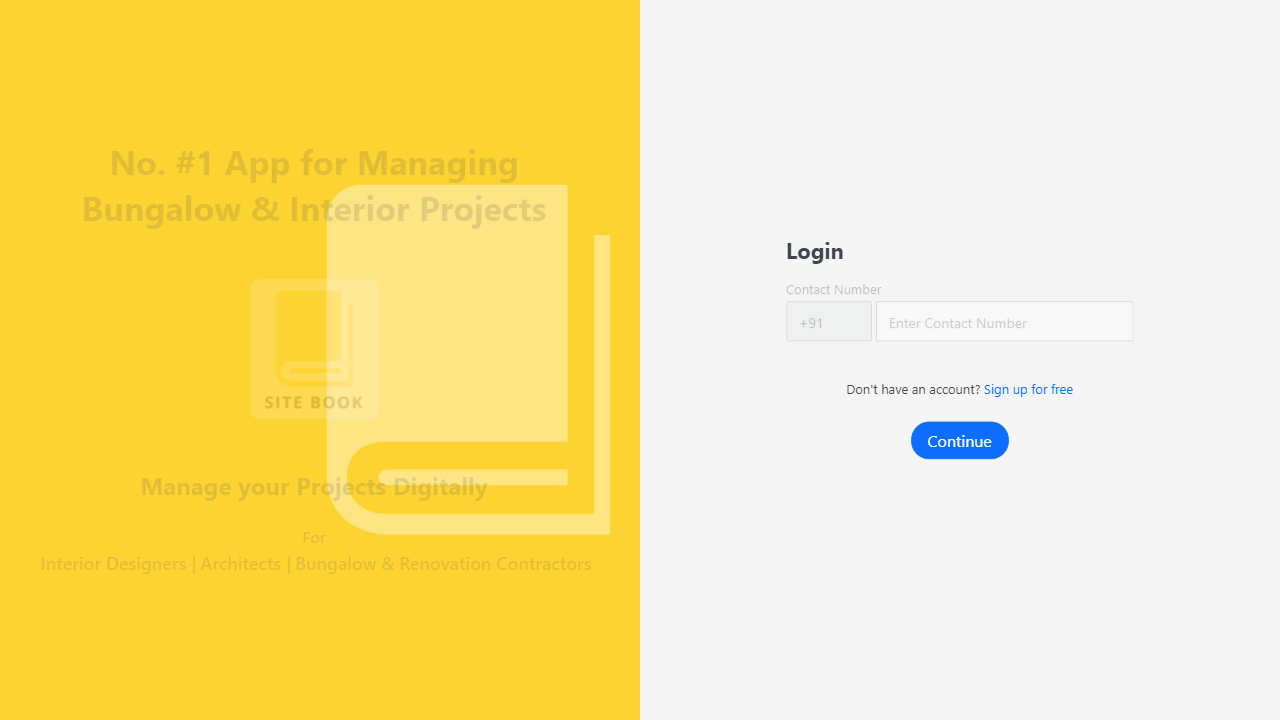 No. #1 App for Managing
Bungalow & Interior Projects
SITE BOOK
Manage your Projects Digitally
For
Interior Designers | Architects | Bungalow & Renovation Contractors
Login
Contact Number
+91 Enter Contact Number
Don't have an account? Sign up for free
Continue